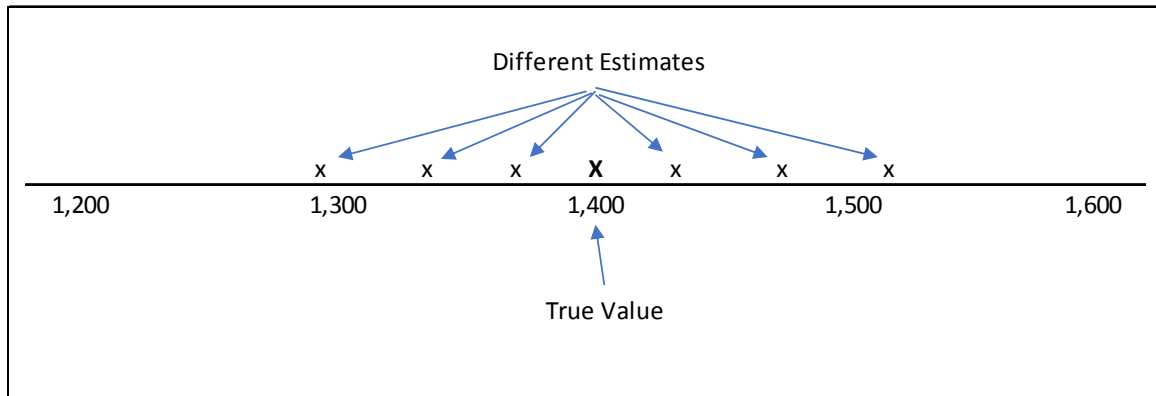 Different Estimates
x x x X x x x
1,200 1,300 1,400 1,500 1,600
True Value